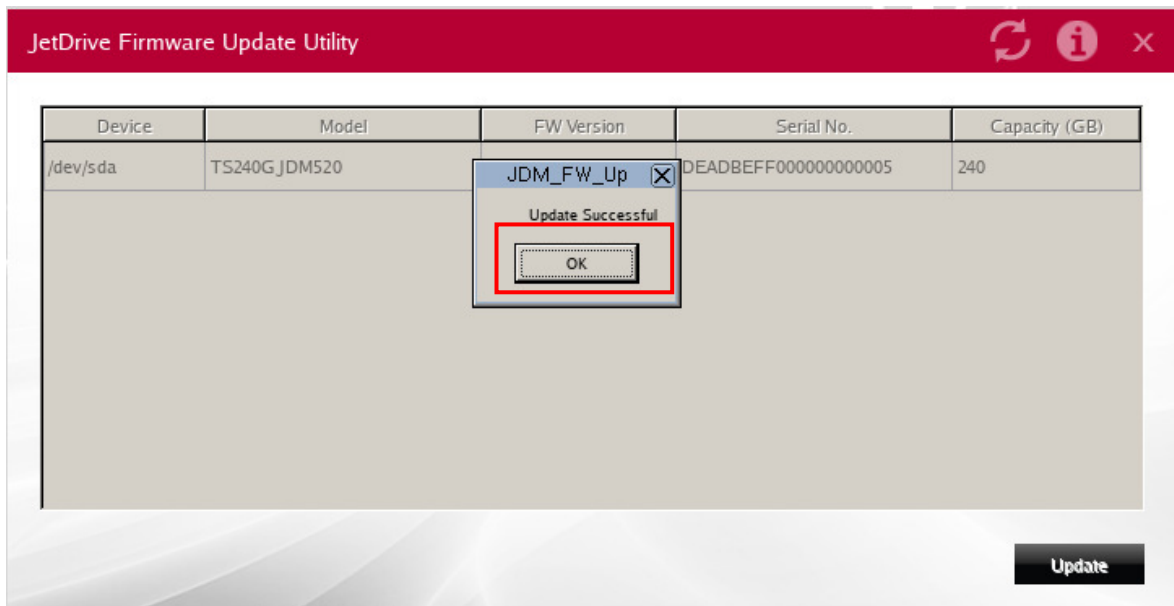 JetDrive Firmware Update Utility
Device Model FW Version Serial No. Capacity (GB)
/dev/sda TS240GJDM520 DEADBEFF000000000005 240
JDM_FW_Up
Update Successful
OK
Update